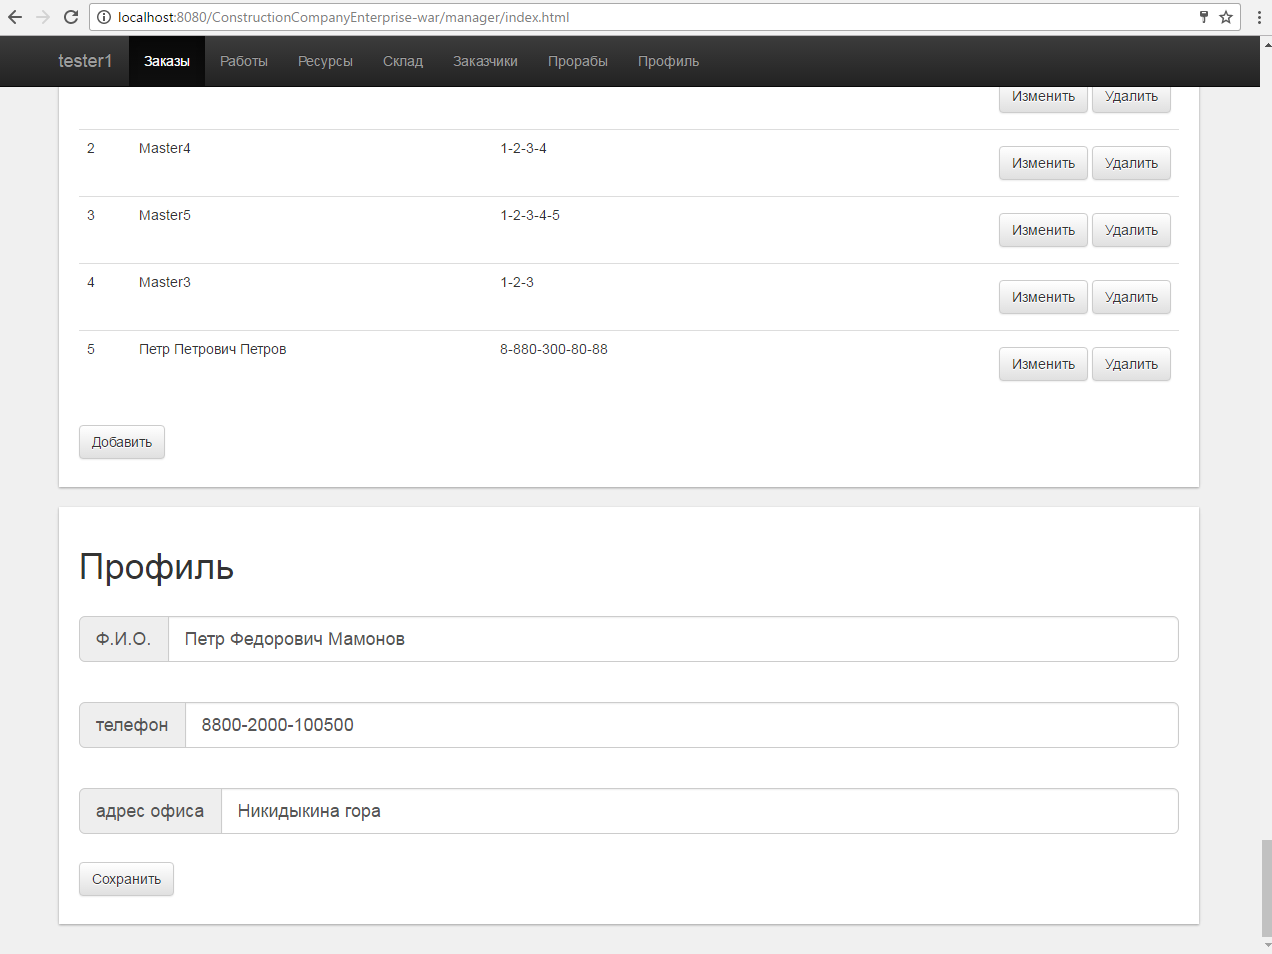 localhost:8080/ConstructionCompanyEnterprise-war/manager/index.html
tester1 Заказы Работы Ресурсы Склад Заказчики Прорабы Профиль
Изменить Удалить
2 Master4 1-2-3-4 Изменить Удалить
3 Master5 1-2-3-4-5 Изменить Удалить
4 Master3 1-2-3 Изменить Удалить
5 Петр Петрович Петров 8-880-300-80-88 Изменить Удалить
Добавить
Профиль
Ф.И.О. Петр Федорович Мамонов
телефон 8800-2000-100500
адрес офиса Никидыкина гора
Сохранить